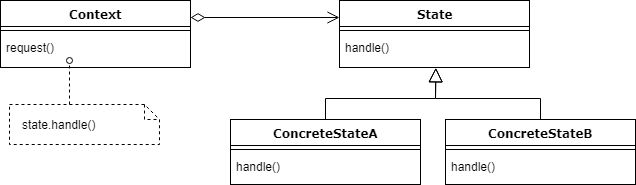 Context
State
request()
handle()
state.handle()
ConcreteStateA
ConcreteStateB
handle()
handle()